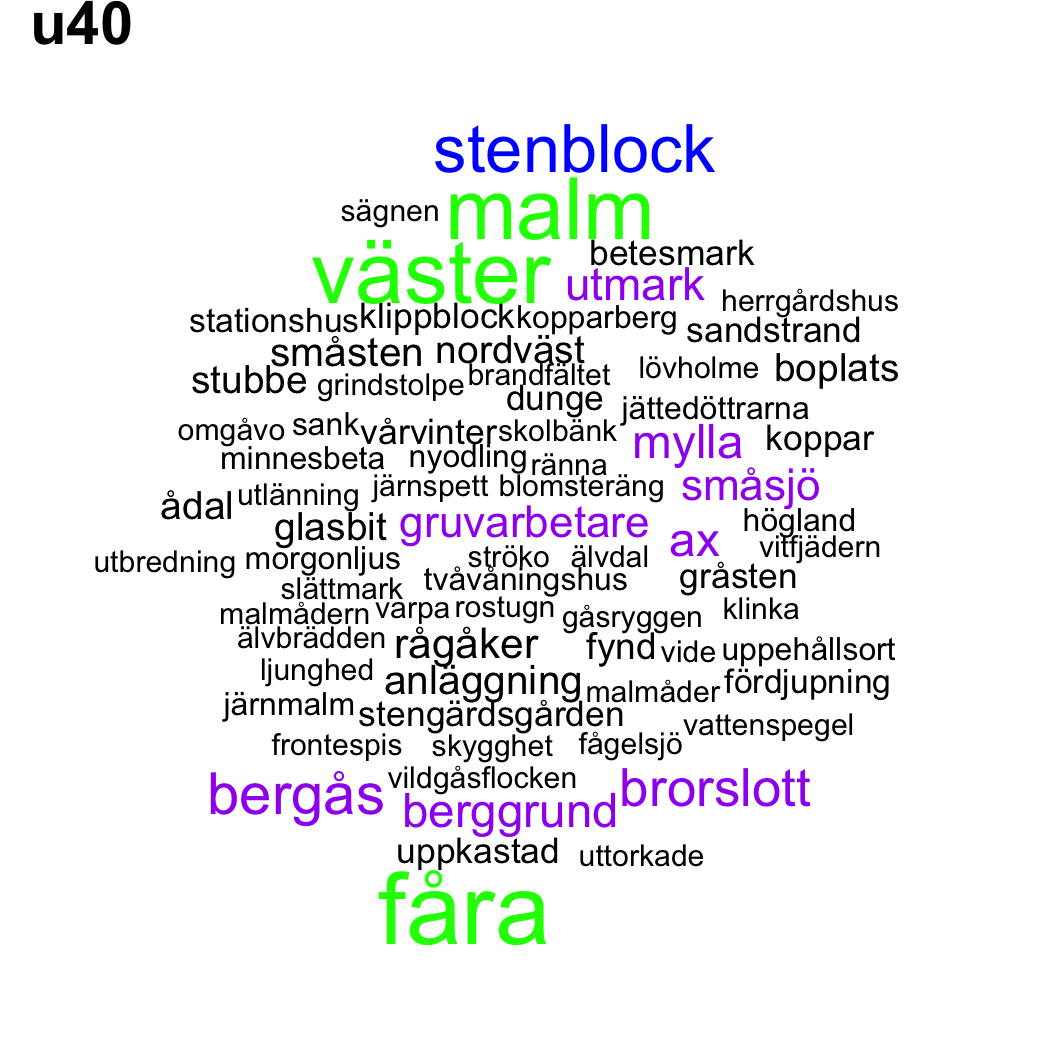 u40
stenblock
sägnen malm
väster betesmark
utmark herrgårdshus
stationshus klippblock kopparberg sandstrand
småsten nordväst
stubbe grindstolpe brandfältet lövholme boplats
dunge jättedöttrarna
omgåvo sank vårvinter skolbänk mylla koppar
minnesbeta nyodling ränna
järnspett blomsteräng småsjö
ådal utlänning
glasbit gruvarbetare ax högland
utbredning morgonljus ströko älvdal vitfjädern
slättmark tvåvåningshus gråsten
malmådern varpa rostugn gåsryggen klinka
älvbrädden rågåker fynd vide uppehållsort
ljunghed anläggning malmåder fördjupning
järnmalm stengärdsgården vattenspegel
frontespis skygghet fågelsjö
bergås vildgåsflocken brorslott
berggrund
uppkastad uttorkade
fåra